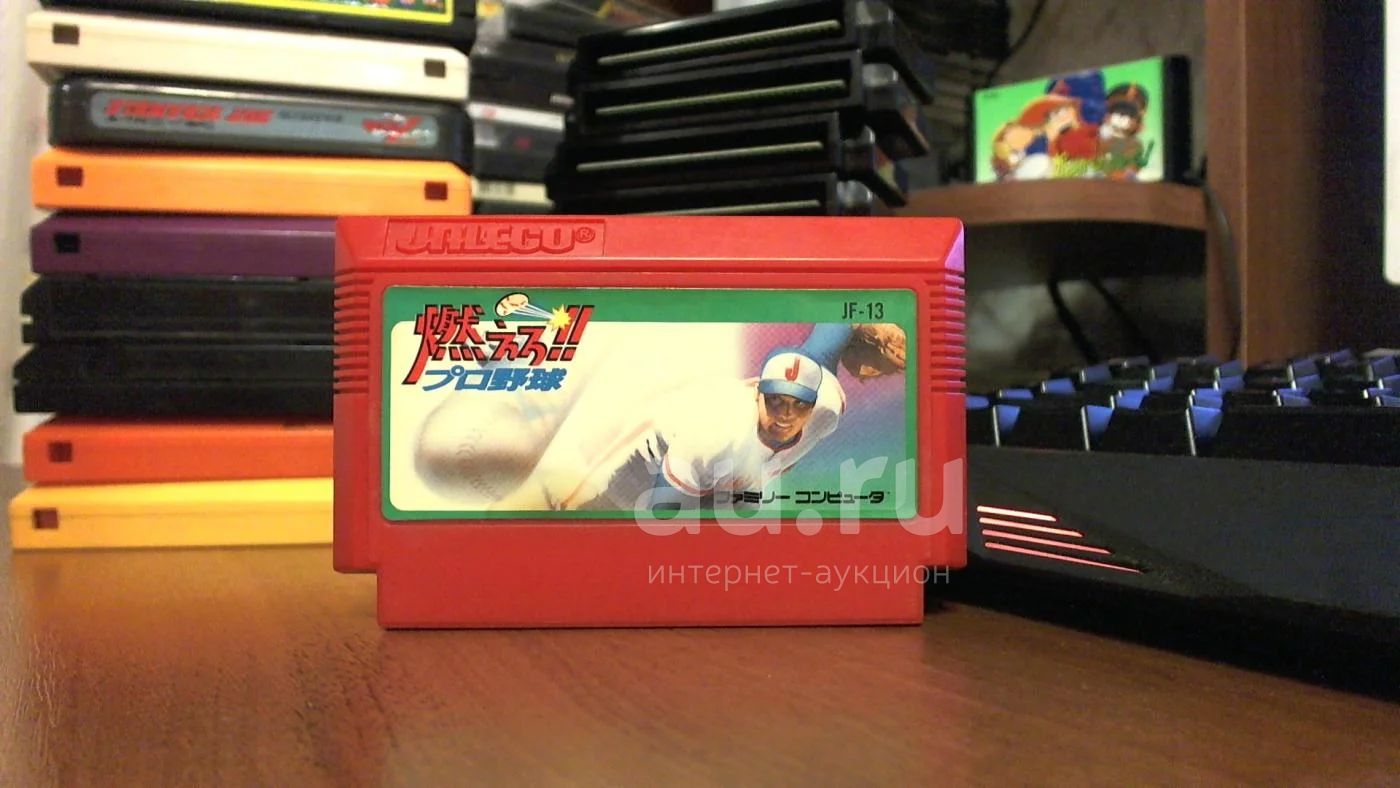 JALECO®
燃えろ!!
プロ野球
JF-13
J
ファミリー コンピュータ
au.ru
интернет-аукцион